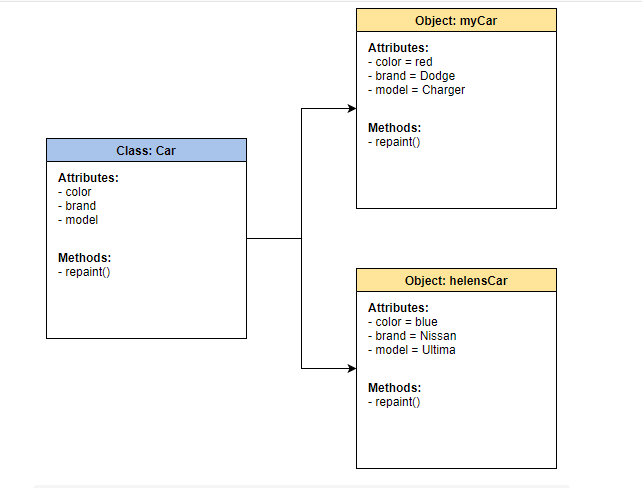 Object: myCar
Attributes:
- color = red
- brand = Dodge
- model = Charger
Methods:
- repaint()
Class: Car
Attributes:
- color
- brand
- model
Methods:
- repaint()
Object: helensCar
Attributes:
- color = blue
- brand = Nissan
- model = Ultima
Methods:
- repaint()